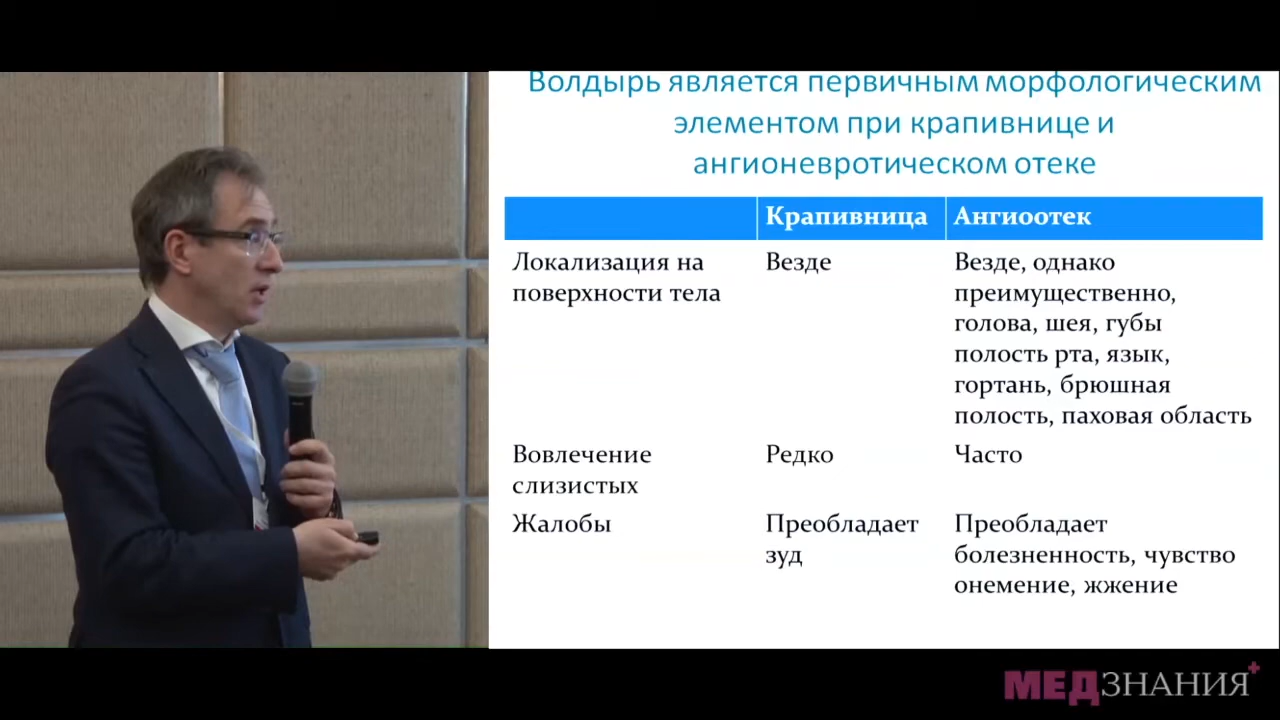 Волдырь является первичным морфологическим
элементом при крапивнице и
ангионевротическом отеке
Крапивница
Ангиоотек
Локализация на
поверхности тела
Везде
Везде, однако
преимущественно,
голова, шея, губы
полость рта, язык,
гортань, брюшная
полость, паховая область
Вовлечение
слизистых
Редко
Часто
Жалобы
Преобладает
зуд
Преобладает
болезненность, чувство
онемение, жжение
МЕДЗНАНИЯ+